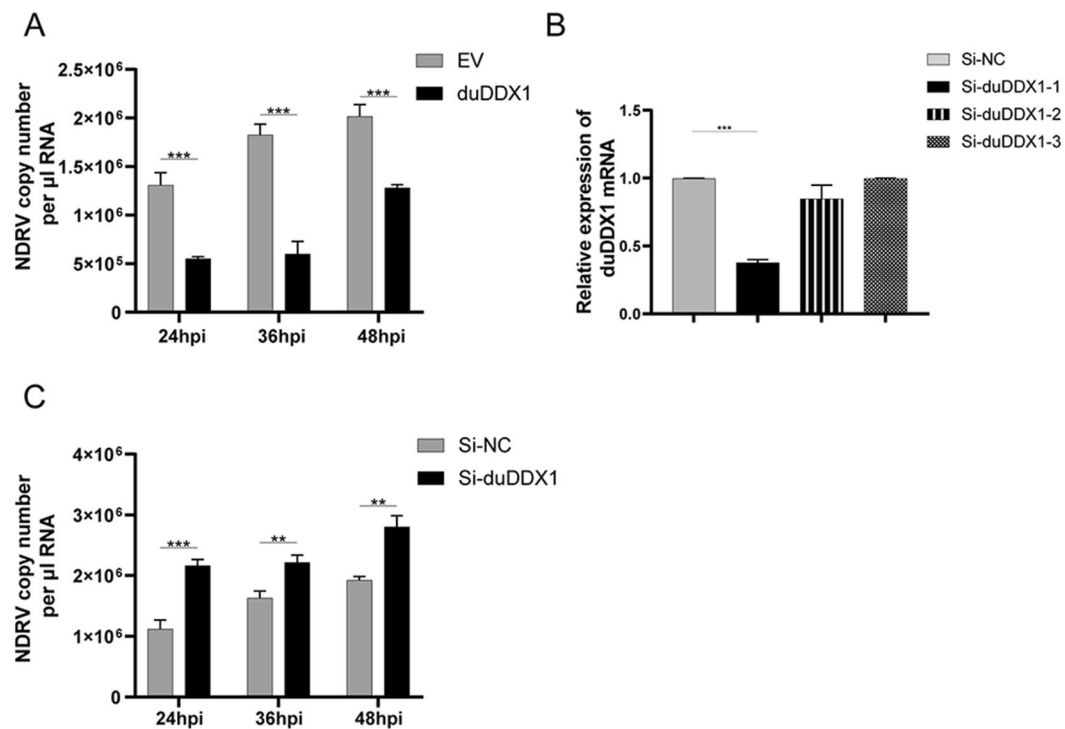 A
EV
duDDX1
NDRV copy number
per μl RNA
2.5×10⁶
2×10⁶
1.5×10⁶
1×10⁶
5×10⁵
0
***
***
***
24hpi
36hpi
48hpi
B
Si-NC
Si-duDDX1-1
Si-duDDX1-2
Si-duDDX1-3
Relative expression of
duDDX1 mRNA
1.5
1.0
0.5
0.0
***
C
Si-NC
Si-duDDX1
NDRV copy number
per μl RNA
4×10⁶
3×10⁶
2×10⁶
1×10⁶
0
***
**
**
24hpi
36hpi
48hpi